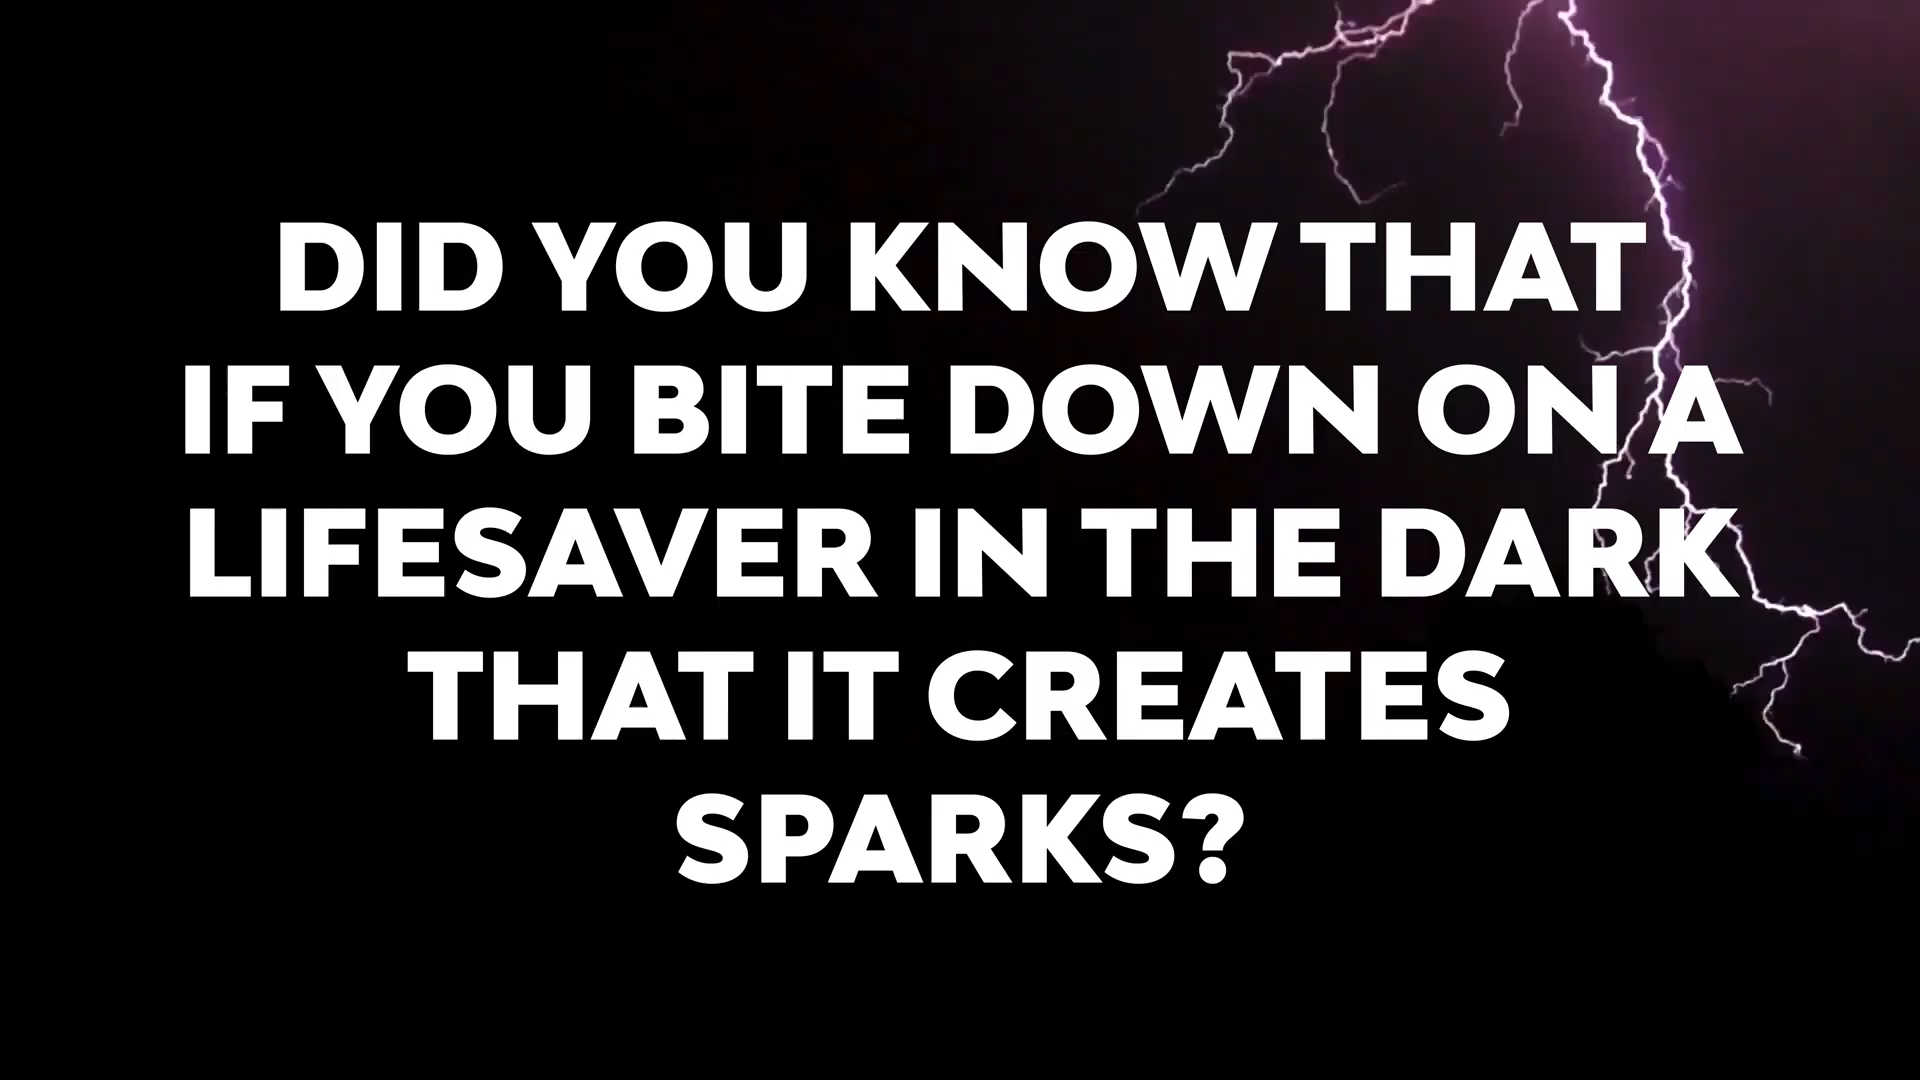 DID YOU KNOW THAT
IF YOU BITE DOWN ON A
LIFESAVER IN THE DARK
THAT IT CREATES
SPARKS?